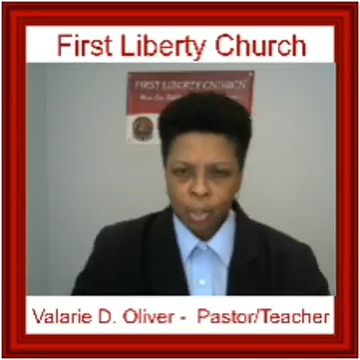 First Liberty Church
FIRST LIBERTY CHURCH
Valarie D. Oliver - Pastor/Teacher